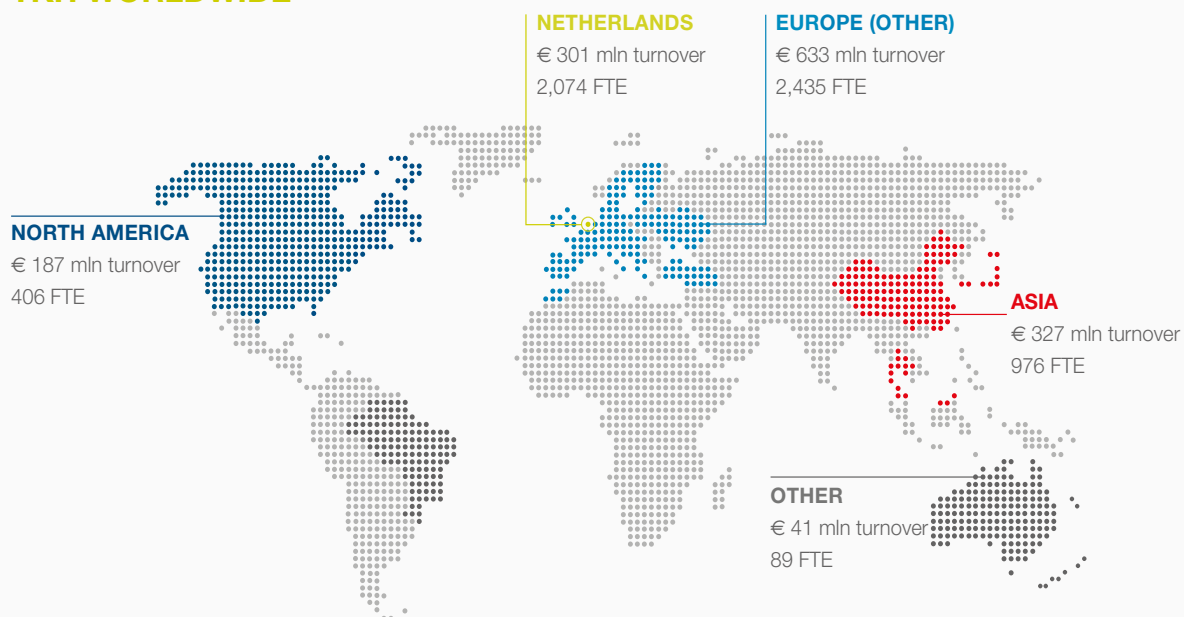 NETHERLANDS
€ 301 mln turnover
2,074 FTE
EUROPE (OTHER)
€ 633 mln turnover
2,435 FTE
NORTH AMERICA
€ 187 mln turnover
406 FTE
ASIA
€ 327 mln turnover
976 FTE
OTHER
€ 41 mln turnover
89 FTE